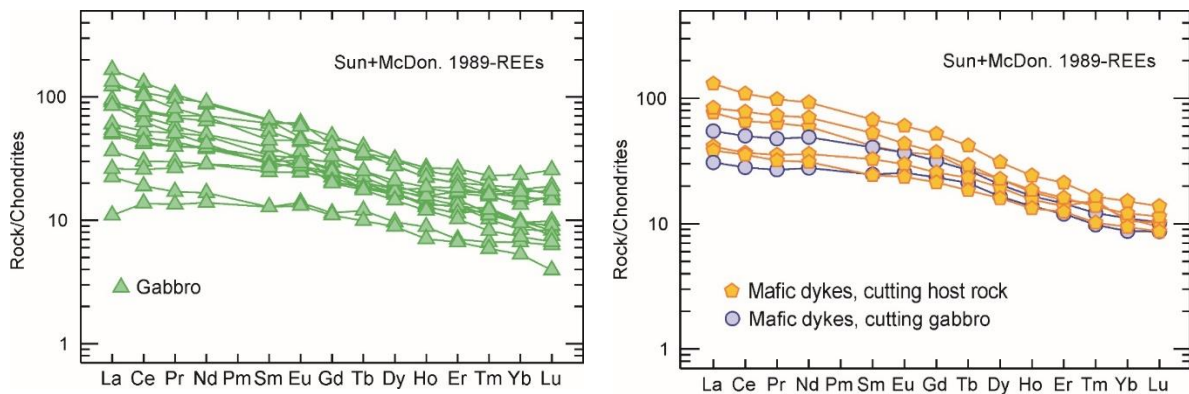 Sun+McDon. 1989-REEs
100
10
1
Rock/Chondrites
Gabbro
La Ce Pr Nd Pm Sm Eu Gd Tb Dy Ho Er Tm Yb Lu
Sun+McDon. 1989-REEs
100
10
1
Rock/Chondrites
Mafic dykes, cutting host rock
Mafic dykes, cutting gabbro
La Ce Pr Nd Pm Sm Eu Gd Tb Dy Ho Er Tm Yb Lu